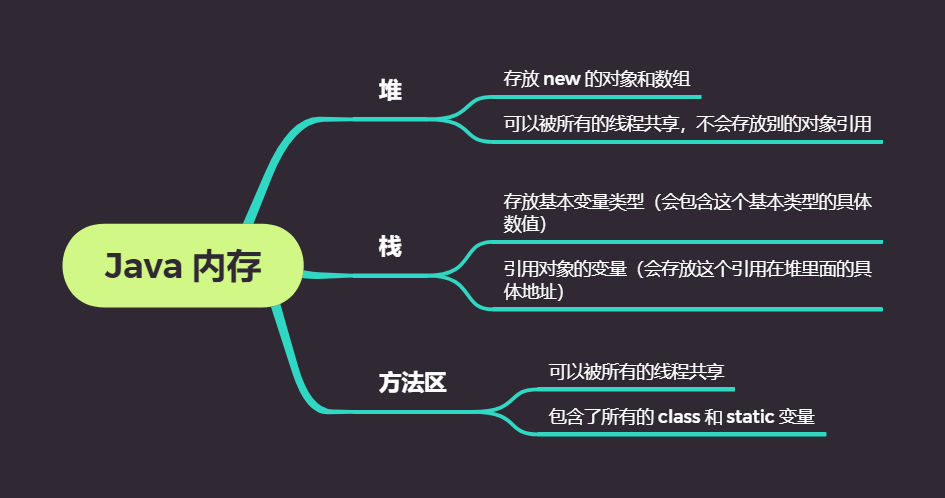 Java 内存
堆
存放 new 的对象和数组
可以被所有的线程共享，不会存放别的对象引用
栈
存放基本变量类型（会包含这个基本类型的具体
数值）
引用对象的变量（会存放这个引用在堆里面的具
体地址）
方法区
可以被所有的线程共享
包含了所有的 class 和 static 变量